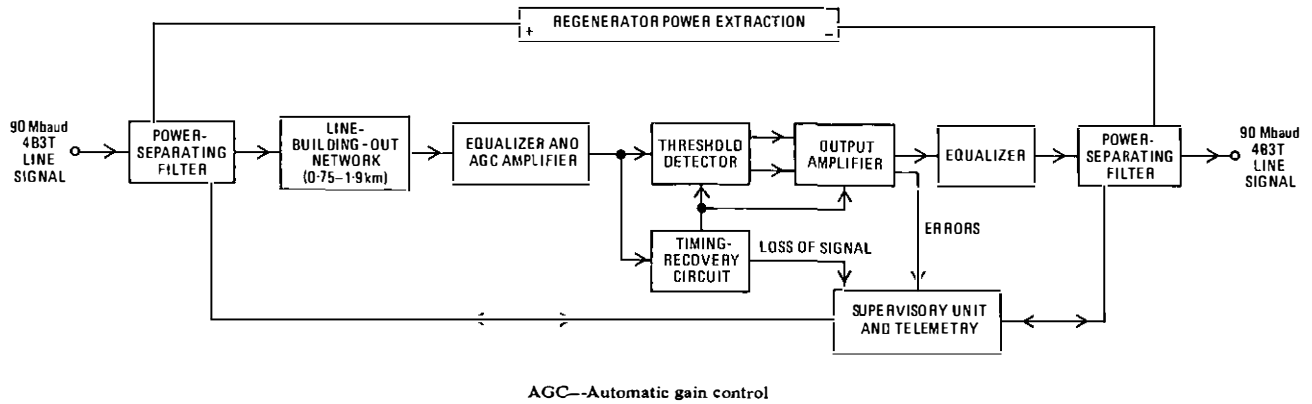 REGENERATOR POWER EXTRACTION
+ −
90 Mbaud
4B3T
LINE
SIGNAL
POWER-
SEPARATING
FILTER
LINE-
BUILDING-OUT
NETWORK
(0·75–1·9km)
EQUALIZER AND
AGC AMPLIFIER
THRESHOLD
DETECTOR
OUTPUT
AMPLIFIER
EQUALIZER
POWER-
SEPARATING
FILTER
90 Mbaud
4B3T
LINE
SIGNAL
TIMING-
RECOVERY
CIRCUIT
LOSS OF SIGNAL
ERRORS
SUPERVISORY UNIT
AND TELEMETRY
AGC—Automatic gain control